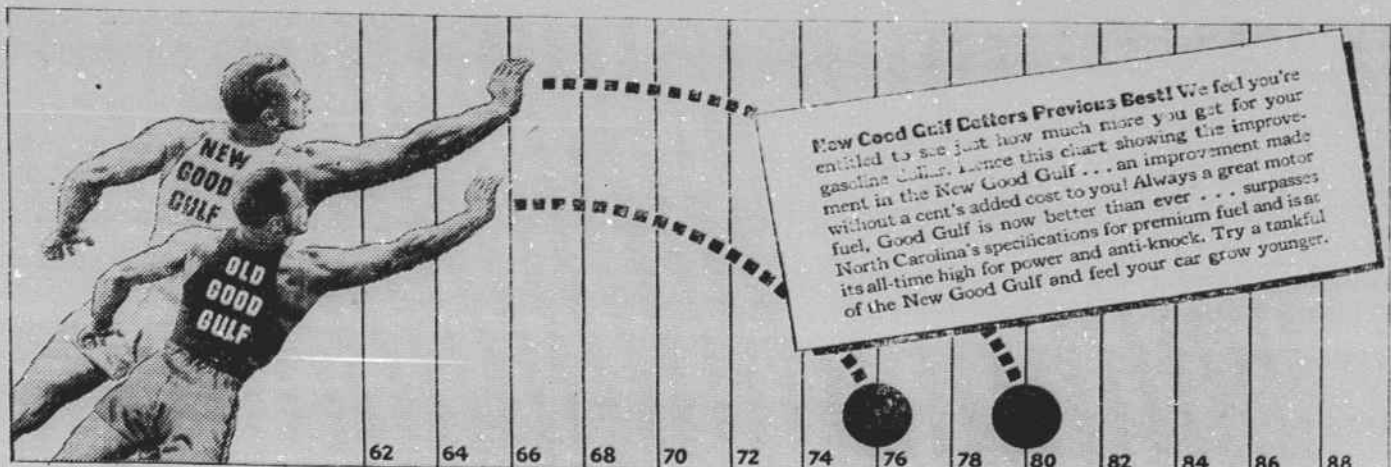 NEW
GOOD
GULF
OLD
GOOD
GULF
New Good Gulf Betters Previous Best! We feel you're
entitled to see just how much more you get for your
gasoline dollar. Hence this chart showing the improve-
ment in the New Good Gulf . . . an improvement made
without a cent's added cost to you! Always a great motor
fuel, Good Gulf is now better than ever . . . surpasses
North Carolina's specifications for premium fuel and is at
its all-time high for power and anti-knock. Try a tankful
of the New Good Gulf and feel your car grow younger.
62 64 66 68 70 72 74 76 78 80 82 84 86 88